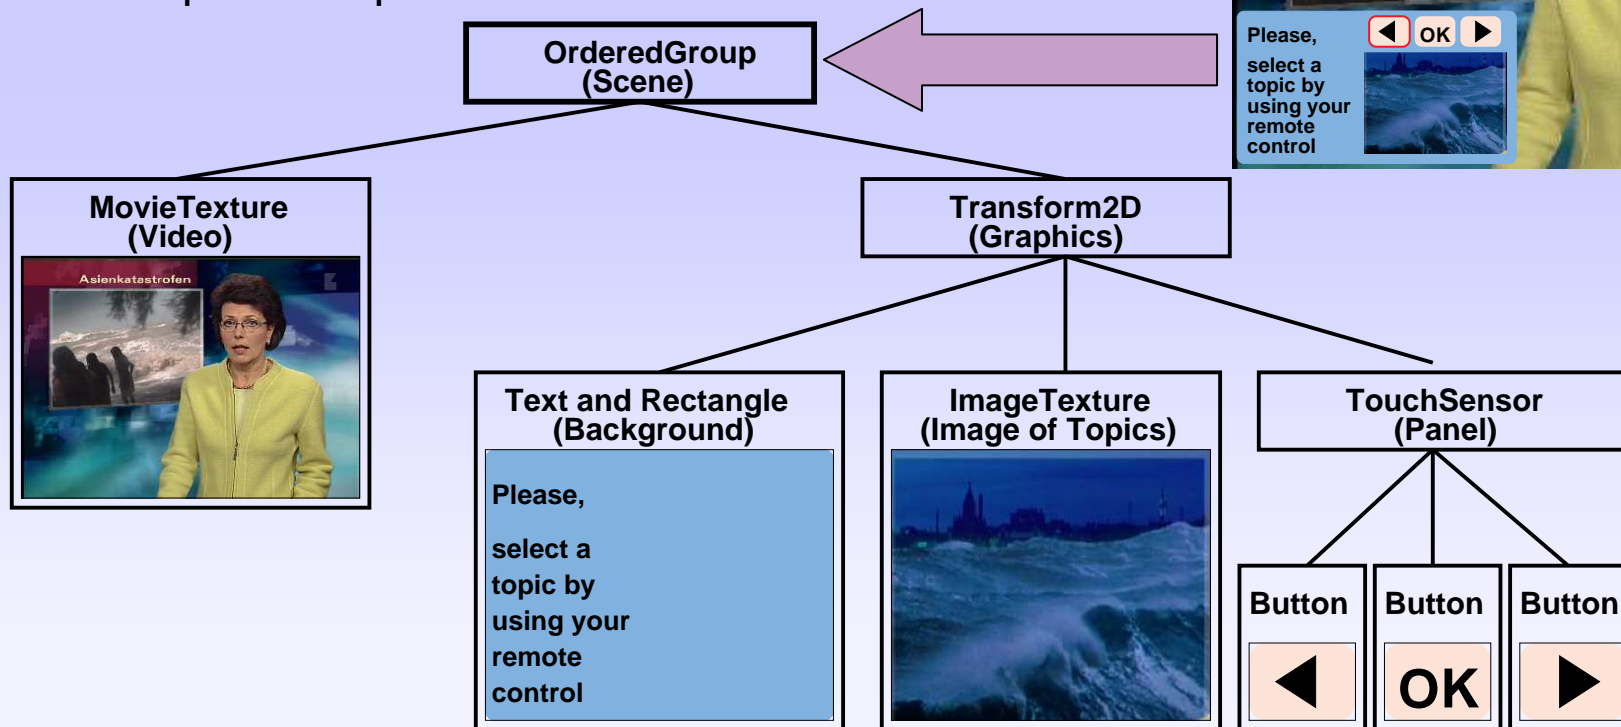 OrderedGroup
(Scene)
Please,
select a
topic by
using your
remote
control
OK
MovieTexture
(Video)
Asienkatastrofen
Transform2D
(Graphics)
Text and Rectangle
(Background)
Please,
select a
topic by
using your
remote
control
ImageTexture
(Image of Topics)
TouchSensor
(Panel)
Button
Button
OK
Button